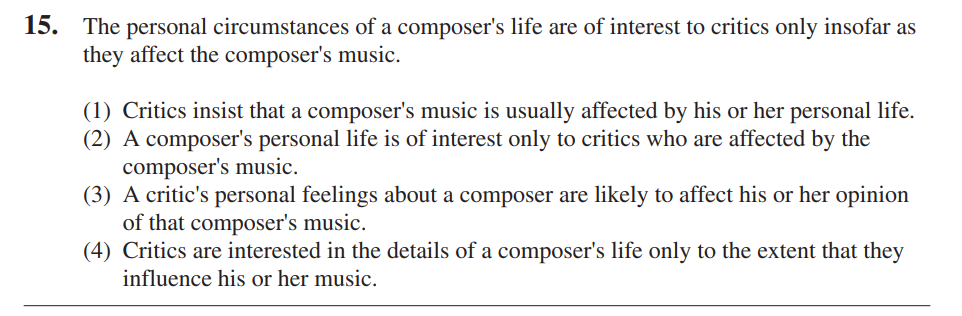 15. The personal circumstances of a composer's life are of interest to critics only insofar as
they affect the composer's music.
(1) Critics insist that a composer's music is usually affected by his or her personal life.
(2) A composer's personal life is of interest only to critics who are affected by the
composer's music.
(3) A critic's personal feelings about a composer are likely to affect his or her opinion
of that composer's music.
(4) Critics are interested in the details of a composer's life only to the extent that they
influence his or her music.